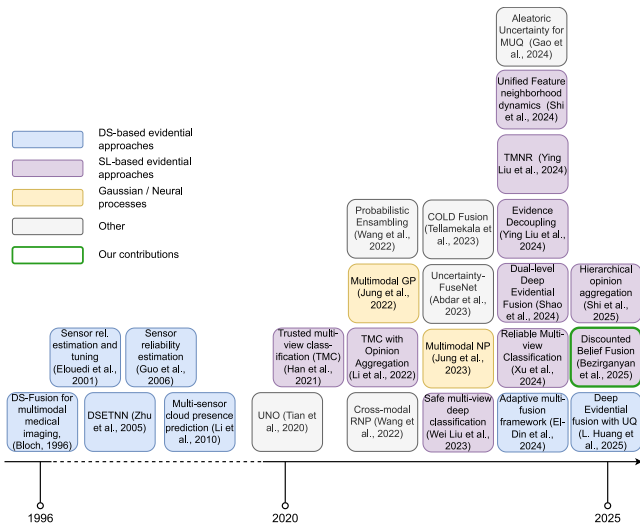 Aleatoric
Uncertainty for
MUQ (Gao et al.,
2024)
Unified Feature
neighborhood
dynamics (Shi
et al., 2024)
TMNR (Ying
Liu et al., 2024)
DS-based evidential
approaches
SL-based evidential
approaches
Gaussian / Neural
processes
Other
Our contributions
Probabilistic
Ensambling
(Wang et al.,
2022)
COLD Fusion
(Tellamekala et
al., 2023)
Evidence
Decoupling
(Ying Liu et al.,
2024)
Multimodal GP
(Jung et al.,
2022)
Uncertainty-
FuseNet
(Abdar et al.,
2023)
Dual-level Deep
Evidential
Fusion (Shao et
al., 2024)
Hierarchical
opinion
aggregation
(Shi et al.,
2025)
Sensor rel.
estimation and
tuning
(Elouedi et al.,
2001)
Sensor
reliability
estimation
(Guo et al.,
2006)
Trusted multi-
view class-
ification (TMC)
(Han et al.,
2021)
TMC with
Opinion
Aggregation
(Li et al., 2022)
Multimodal NP
(Jung et al.,
2023)
Reliable Multi-
view
Classification
(Xu et al.,
2024)
Discounted
Belief Fusion
(Bezirganyan
et al., 2025)
DS-Fusion for
multimodal
medical
imaging,
(Bloch, 1996)
DSETNN (Zhu
et al., 2005)
Multi-sensor
cloud presence
prediction (Li et
al., 2010)
UNO (Tian et
al., 2020)
Cross-modal
RNP (Wang et
al., 2022)
Safe multi-view
deep
classification
(Wei Liu et al.,
2023)
Adaptive multi-
fusion
framework (El-
Din et al.,
2024)
Deep
Evidential
fusion with UQ
(L. Huang et
al., 2025)
1996
2020
2025